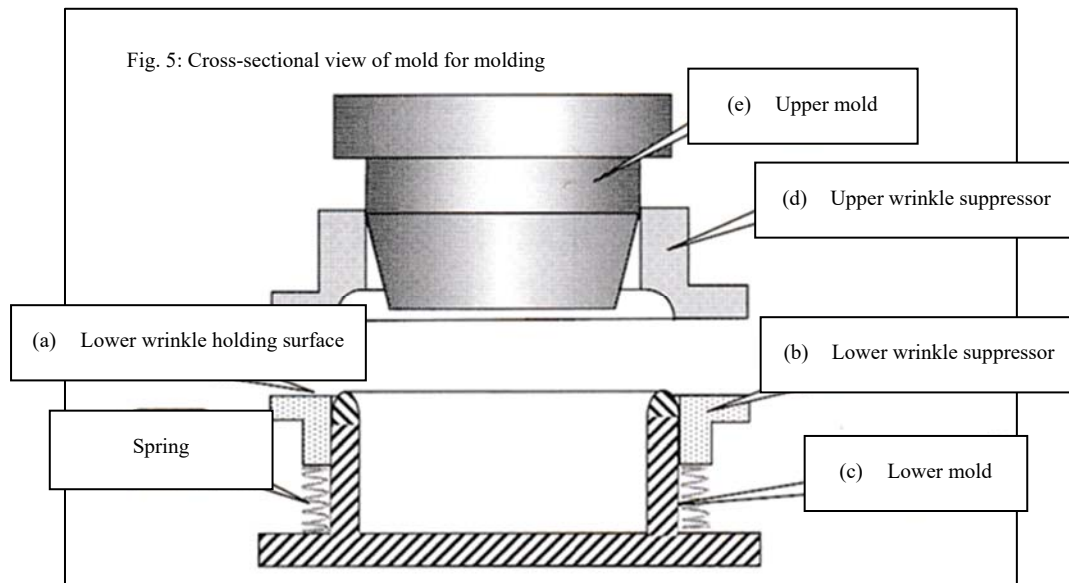 Fig. 5: Cross-sectional view of mold for molding
(e) Upper mold
(d) Upper wrinkle suppressor
(a) Lower wrinkle holding surface
(b) Lower wrinkle suppressor
Spring
(c) Lower mold